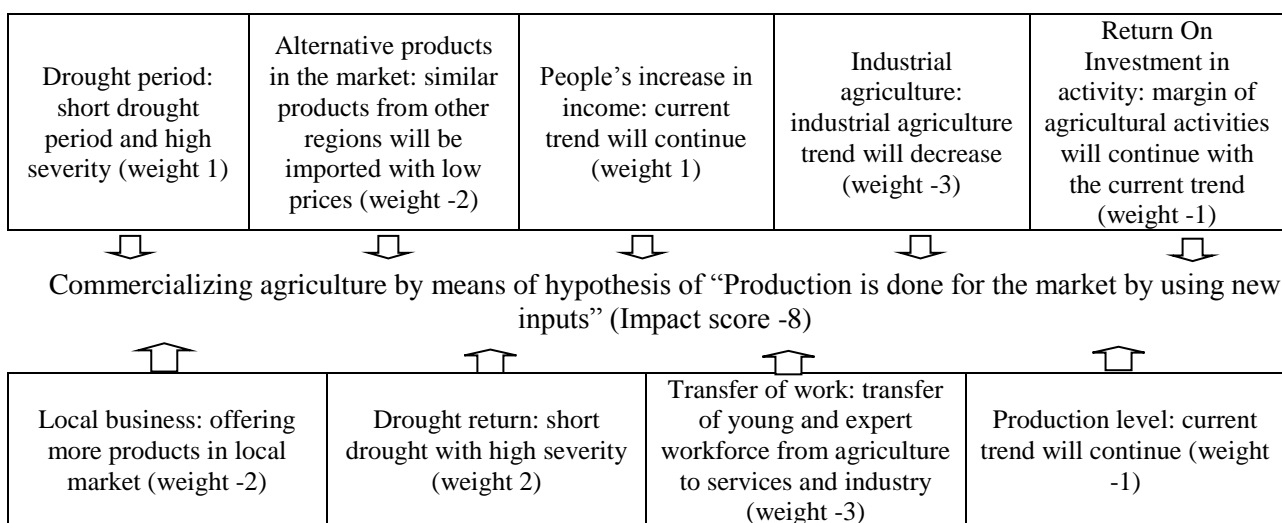 Drought period:
short drought
period and high
severity (weight 1)
Alternative products
in the market: similar
products from other
regions will be
imported with low
prices (weight -2)
People’s increase in
income: current
trend will continue
(weight 1)
Industrial
agriculture:
industrial agriculture
trend will decrease
(weight -3)
Return On
Investment in
activity: margin of
agricultural activities
will continue with
the current trend
(weight -1)
Commercializing agriculture by means of hypothesis of “Production is done for the market by using new
inputs” (Impact score -8)
Local business: offering
more products in local
market (weight -2)
Drought return: short
drought with high severity
(weight 2)
Transfer of work: transfer
of young and expert
workforce from agriculture
to services and industry
(weight -3)
Production level: current
trend will continue (weight
-1)